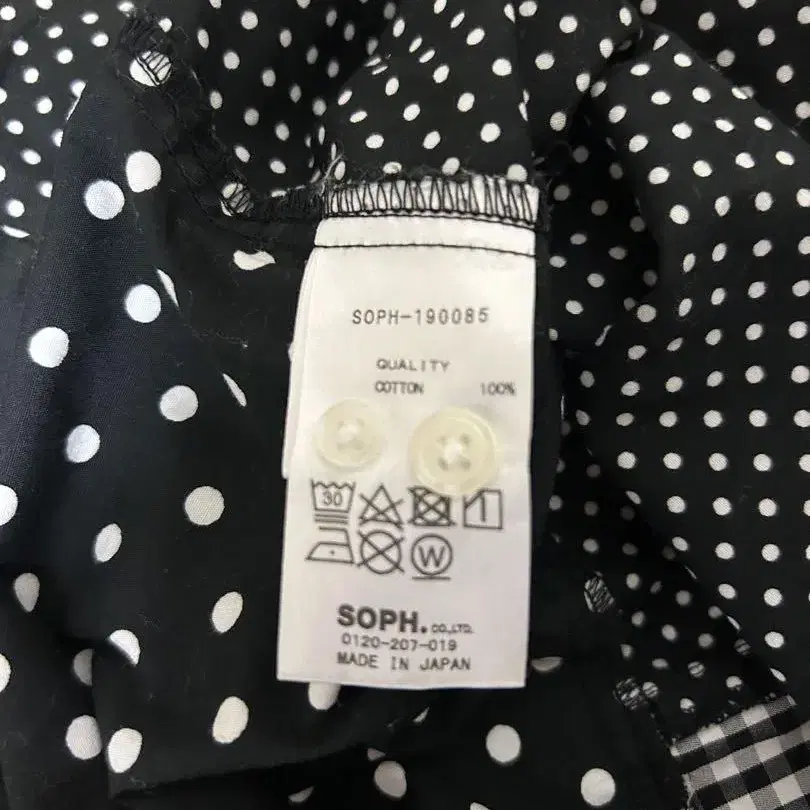 SOPH-190085
QUALITY
COTTON 100%
30
W
SOPH. CO.,LTD.
0120-207-019
MADE IN JAPAN